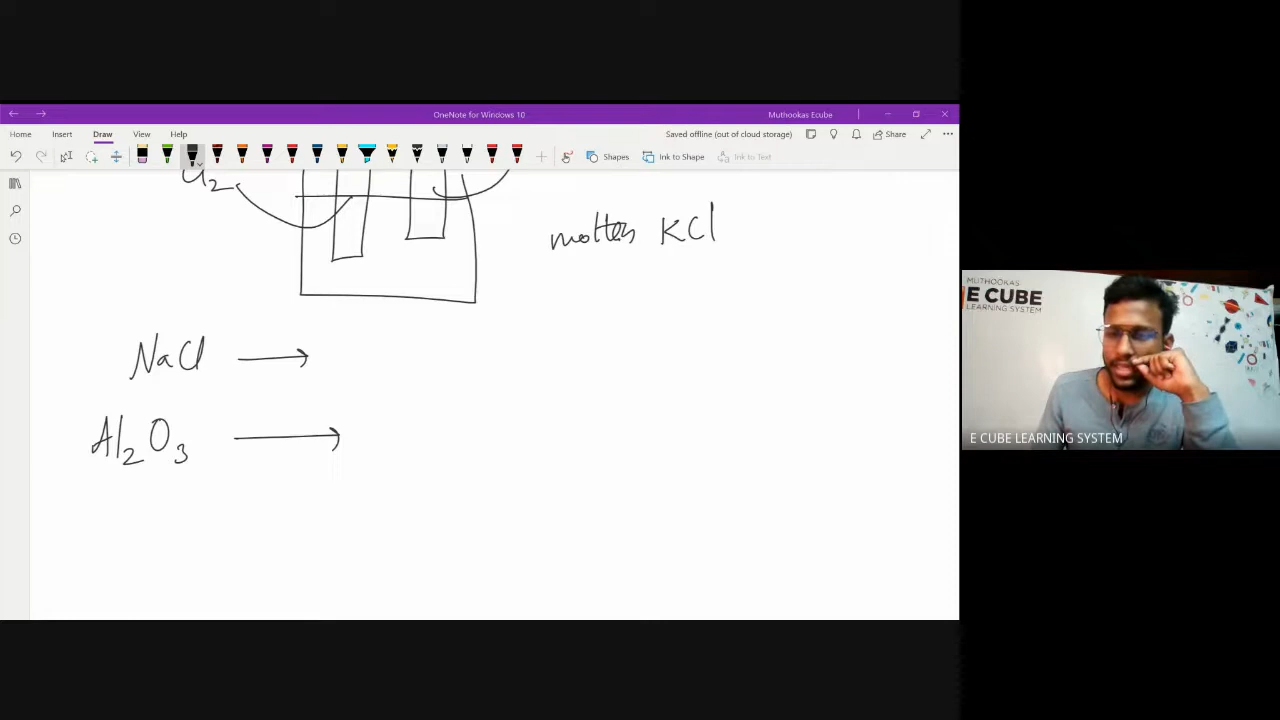 OneNote for Windows 10
Muthookas Ecube
Home Insert Draw View Help
Saved offline (out of cloud storage)
Share
Shapes
Ink to Shape
Ink to Text
Cl2
molten KCl
NaCl →
Al2O3 →
MUTHOOKAS
E CUBE
LEARNING SYSTEM
E CUBE LEARNING SYSTEM